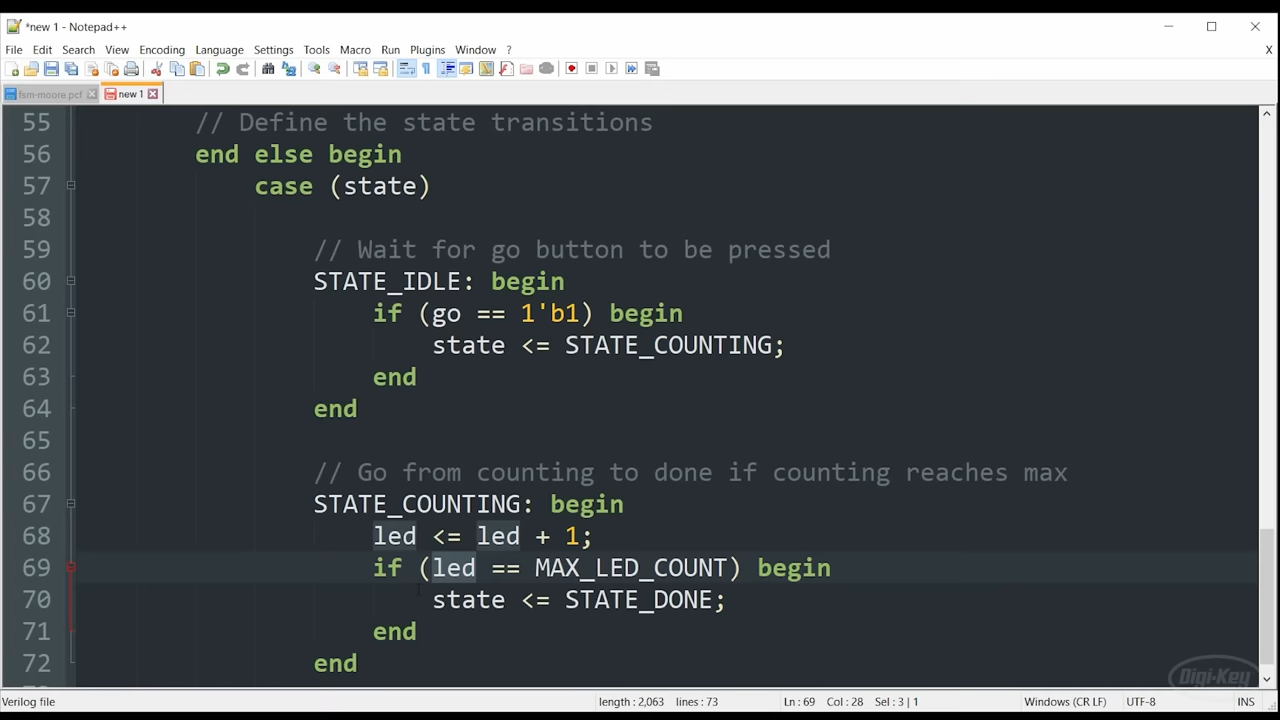 *new 1 - Notepad++
File Edit Search View Encoding Language Settings Tools Macro Run Plugins Window ? X
fsm-moore.pcf new 1
55 // Define the state transitions
56 end else begin
57 case (state)
58
59 // Wait for go button to be pressed
60 STATE_IDLE: begin
61 if (go == 1'b1) begin
62 state <= STATE_COUNTING;
63 end
64 end
65
66 // Go from counting to done if counting reaches max
67 STATE_COUNTING: begin
68 led <= led + 1;
69 if (led == MAX_LED_COUNT) begin
70 state <= STATE_DONE;
71 end
72 end
Digi-Key
Verilog file length : 2,063 lines : 73 Ln : 69 Col : 28 Sel : 3 | 1 Windows (CR LF) UTF-8 INS